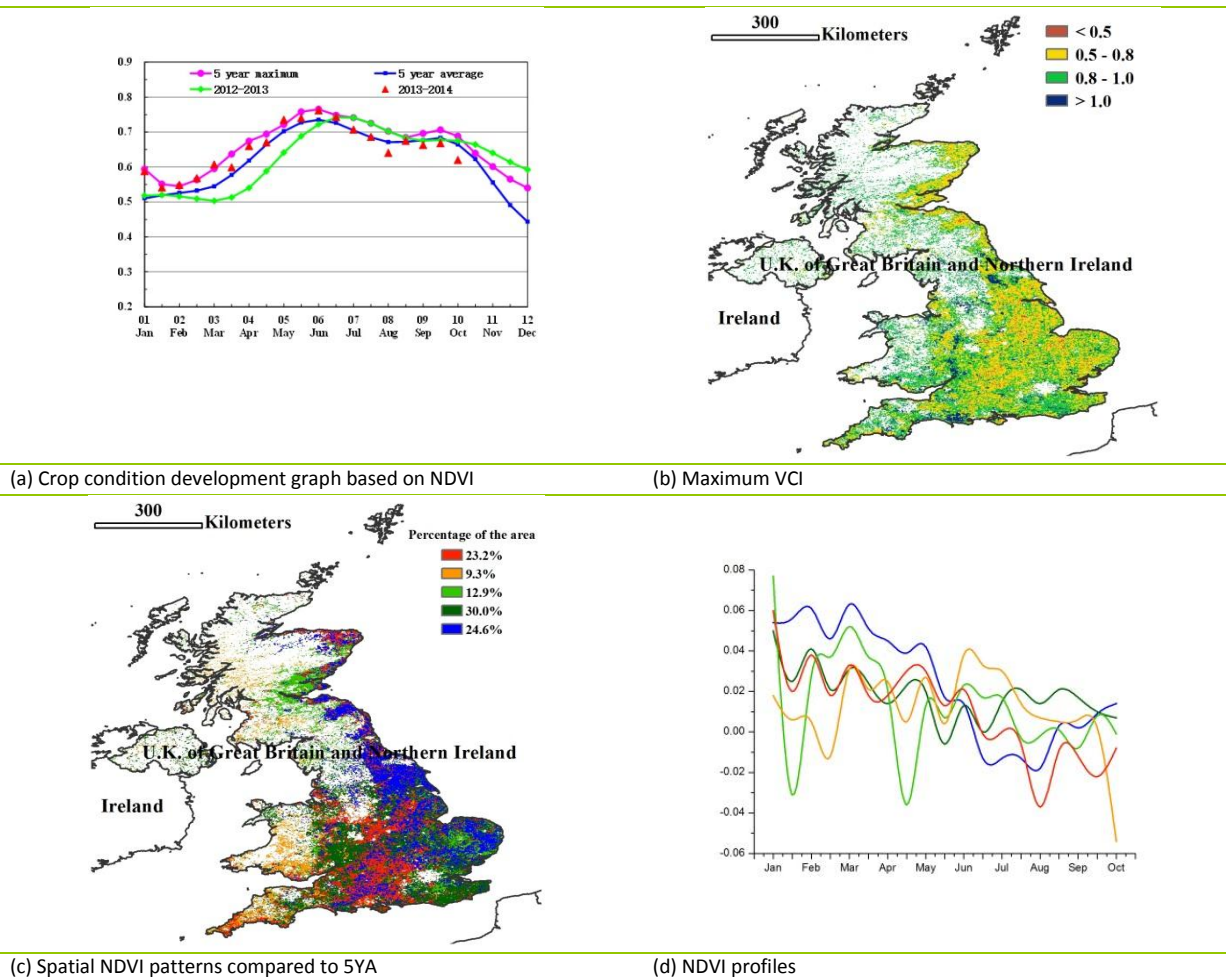 0.9
0.8
0.7
0.6
0.5
0.4
0.3
0.2
5 year maximum
5 year average
2012-2013
2013-2014
01 02 03 04 05 06 07 08 09 10 11 12
Jan Feb Mar Apr May Jun Jul Aug Sep Oct Nov Dec
300
Kilometers
< 0.5
0.5 - 0.8
0.8 - 1.0
> 1.0
U.K. of Great Britain and Northern Ireland
Ireland
(a) Crop condition development graph based on NDVI
(b) Maximum VCI
300
Kilometers
Percentage of the area
23.2%
9.3%
12.9%
30.0%
24.6%
U.K. of Great Britain and Northern Ireland
Ireland
0.08
0.06
0.04
0.02
0.00
-0.02
-0.04
-0.06
Jan Feb Mar Apr May Jun Jul Aug Sep Oct
(c) Spatial NDVI patterns compared to 5YA
(d) NDVI profiles